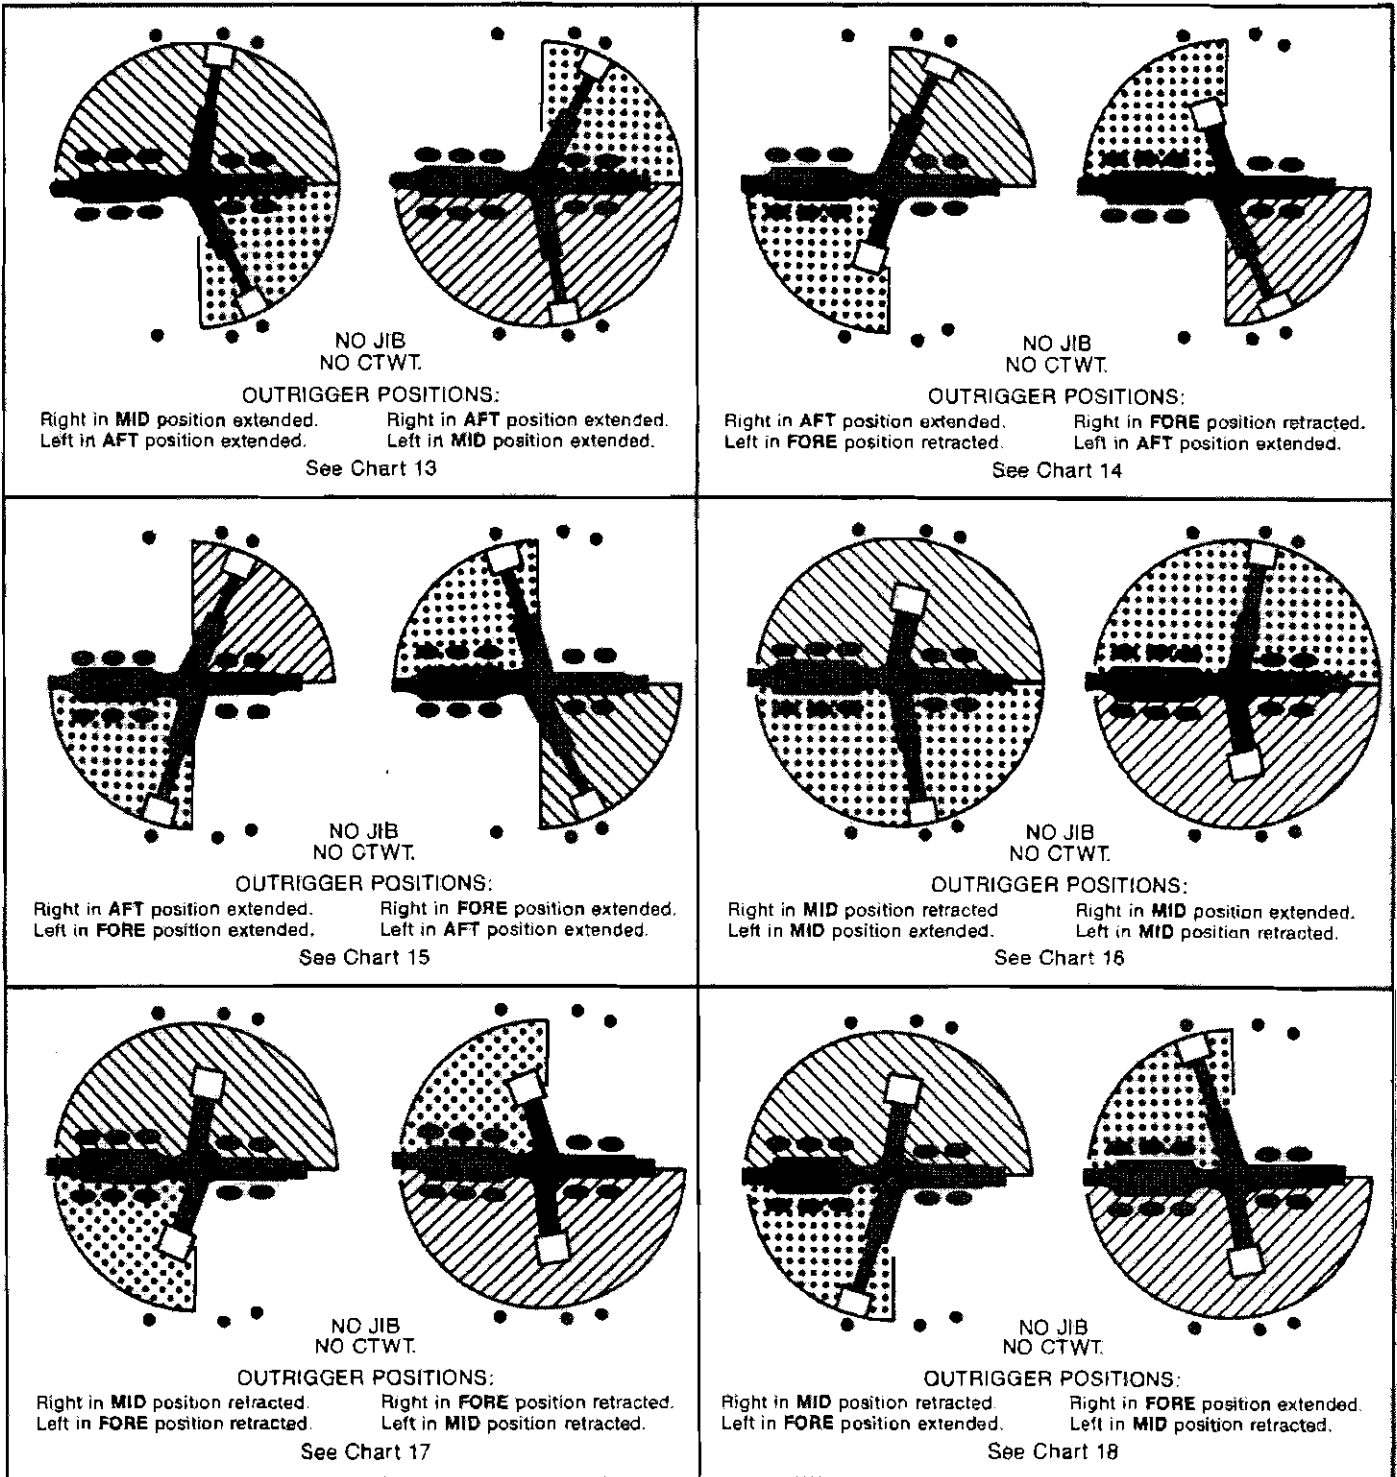 NO JIB
NO CTWT.
OUTRIGGER POSITIONS:
Right in MID position extended. Right in AFT position extended.
Left in AFT position extended. Left in MID position extended.
See Chart 13
NO JIB
NO CTWT.
OUTRIGGER POSITIONS:
Right in AFT position extended. Right in FORE position retracted.
Left in FORE position retracted. Left in AFT position extended.
See Chart 14
NO JIB
NO CTWT.
OUTRIGGER POSITIONS:
Right in AFT position extended. Right in FORE position extended.
Left in FORE position extended. Left in AFT position extended.
See Chart 15
NO JIB
NO CTWT.
OUTRIGGER POSITIONS:
Right in MID position retracted Right in MID position extended.
Left in MID position extended. Left in MID position retracted.
See Chart 16
NO JIB
NO CTWT.
OUTRIGGER POSITIONS:
Right in MID position retracted. Right in FORE position retracted.
Left in FORE position retracted. Left in MID position retracted.
See Chart 17
NO JIB
NO CTWT.
OUTRIGGER POSITIONS:
Right in MID position retracted. Right in FORE position extended.
Left in FORE position extended. Left in MID position retracted.
See Chart 18